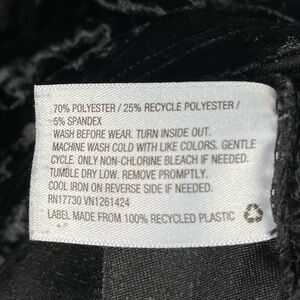 70% POLYESTER / 25% RECYCLE POLYESTER /
5% SPANDEX
WASH BEFORE WEAR. TURN INSIDE OUT.
MACHINE WASH COLD WITH LIKE COLORS. GENTLE
CYCLE. ONLY NON-CHLORINE BLEACH IF NEEDED.
TUMBLE DRY LOW. REMOVE PROMPTLY.
COOL IRON ON REVERSE SIDE IF NEEDED.
RN17730 VN1261424
LABEL MADE FROM 100% RECYCLED PLASTIC